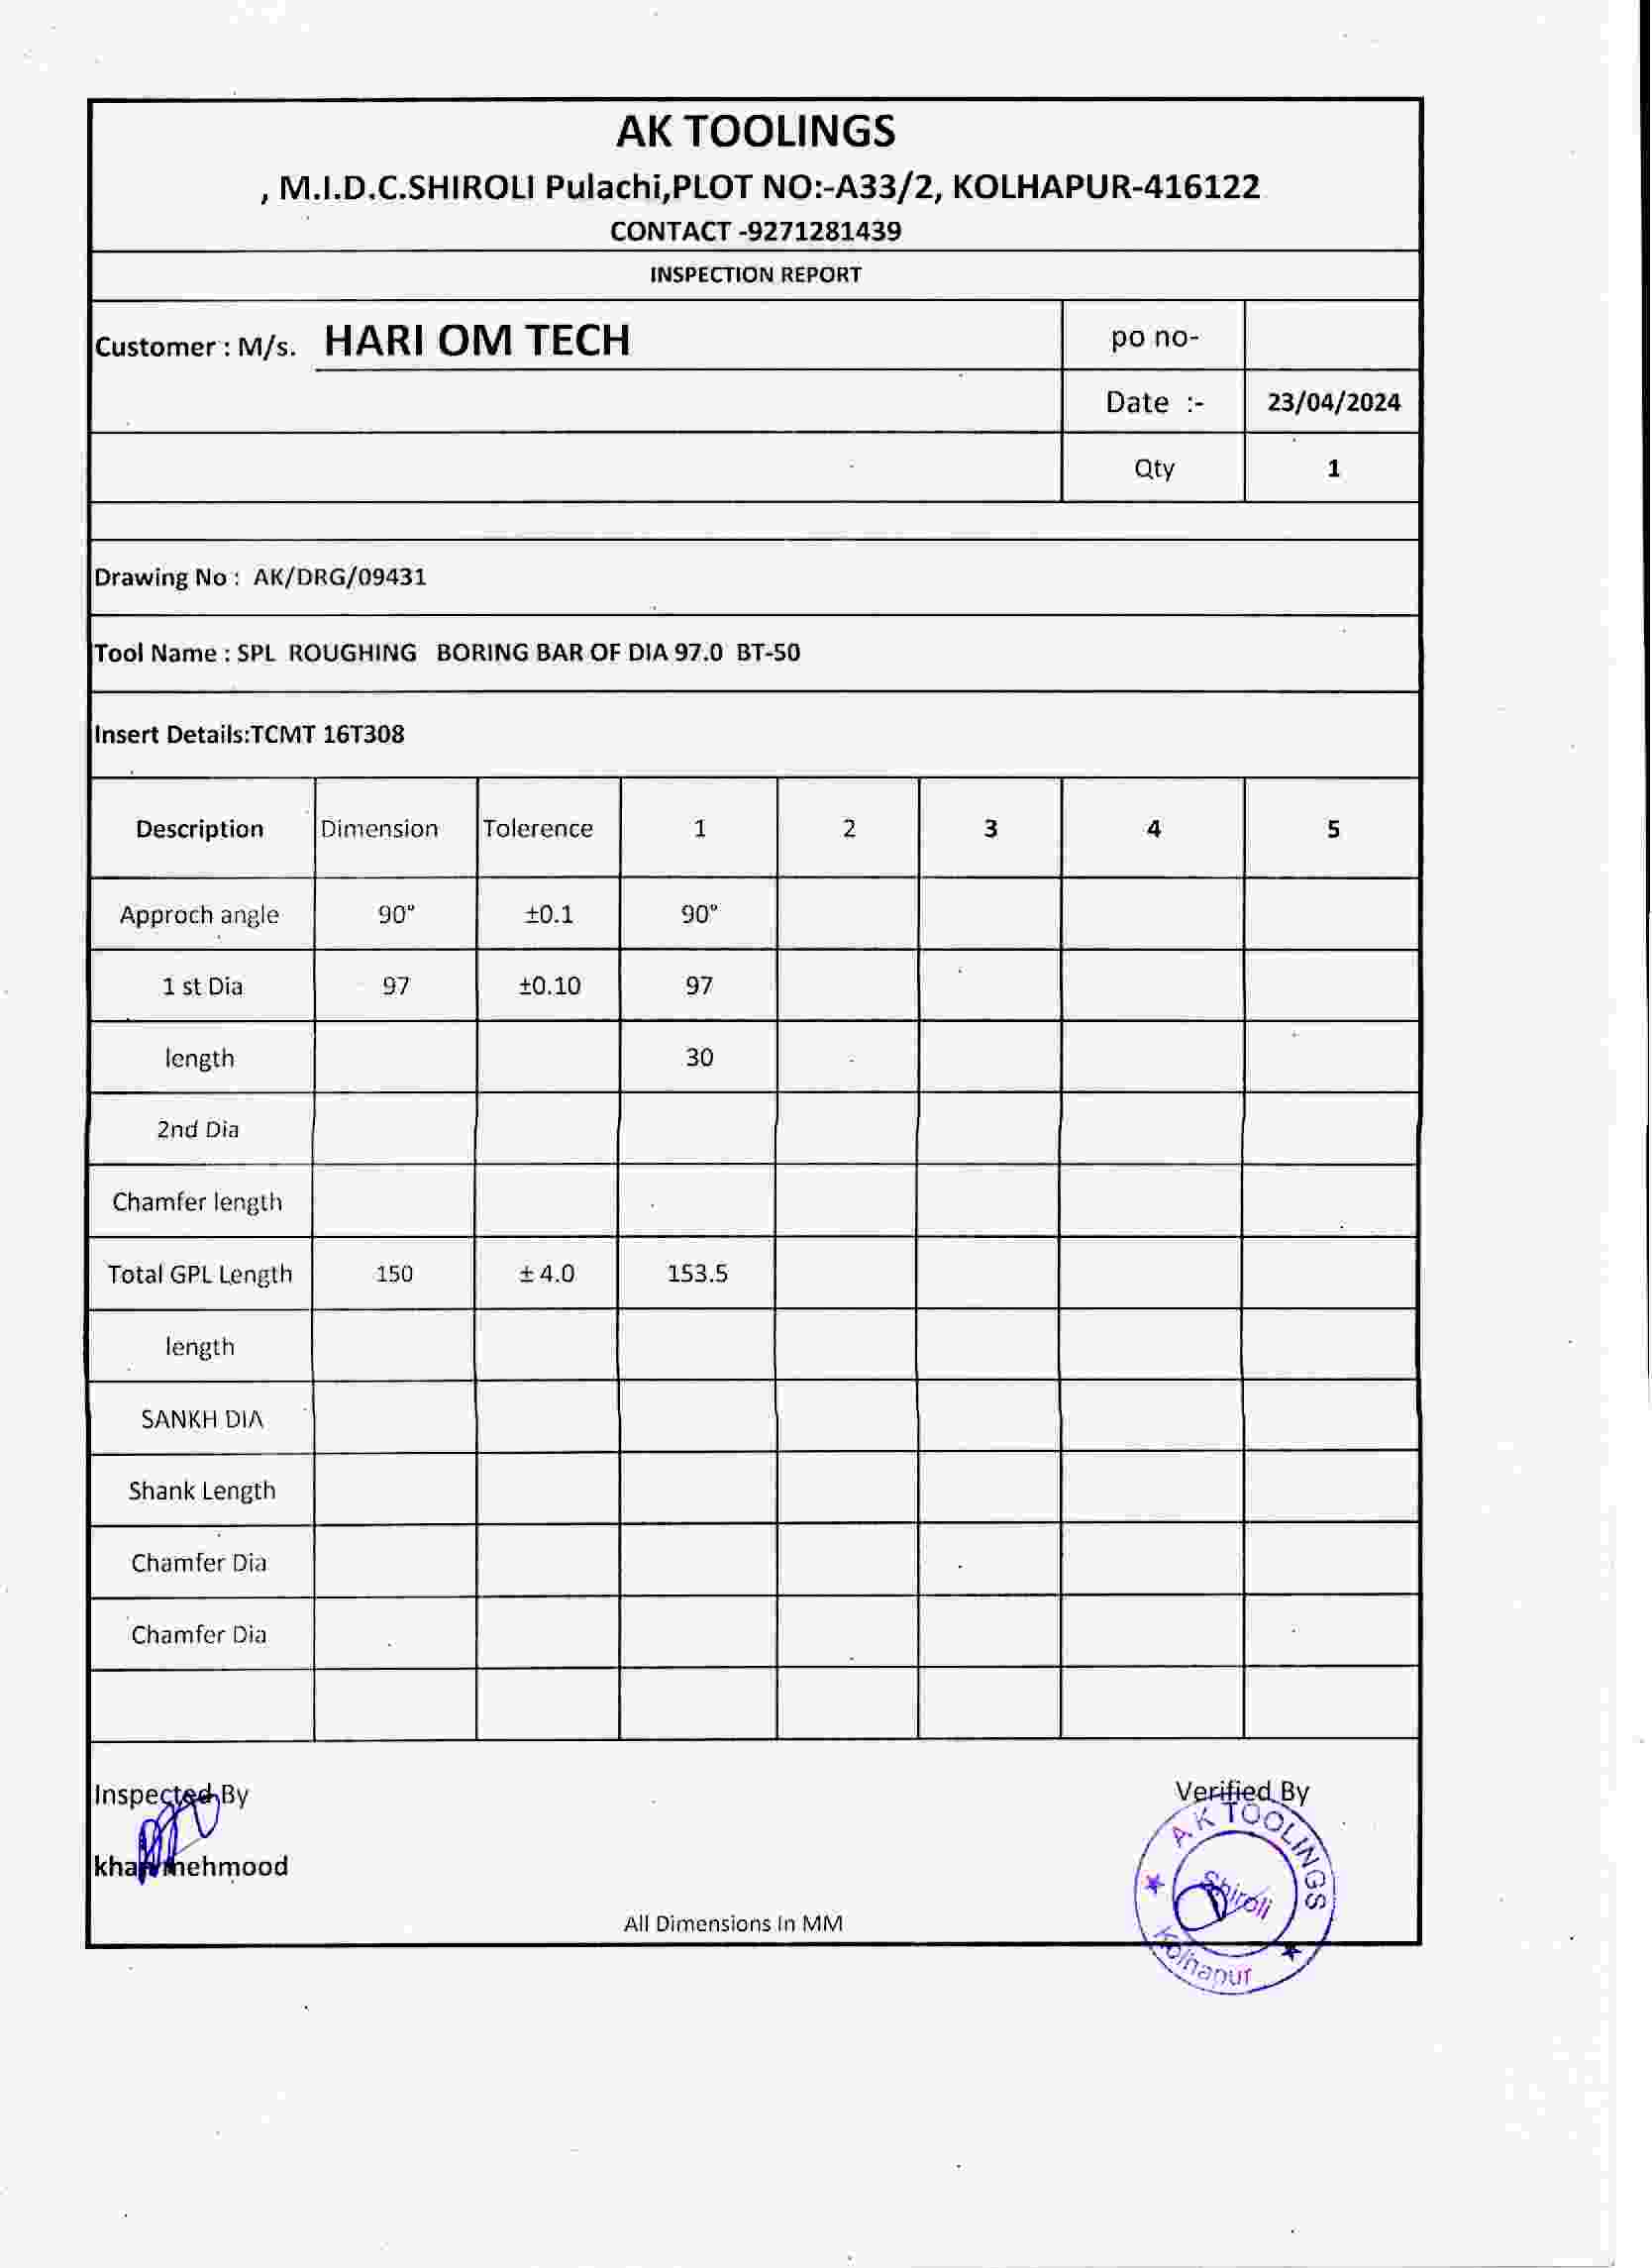 AK TOOLINGS
, M.I.D.C.SHIROLI Pulachi,PLOT NO:-A33/2, KOLHAPUR-416122
CONTACT -9271281439
INSPECTION REPORT
Customer : M/s. HARI OM TECH po no-
Date :- 23/04/2024
Qty 1
Drawing No : AK/DRG/09431
Tool Name : SPL ROUGHING BORING BAR OF DIA 97.0 BT-50
Insert Details:TCMT 16T308
Description Dimension Tolerence 1 2 3 4 5
Approch angle 90° ±0.1 90°
1 st Dia 97 ±0.10 97
length 30
2nd Dia
Chamfer length
Total GPL Length 150 ± 4.0 153.5
length
SANKH DIA
Shank Length
Chamfer Dia
Chamfer Dia
Inspected By Verified By
khan mehmood
All Dimensions In MM
A K TOOLINGS
Shiroli
Kolhapur